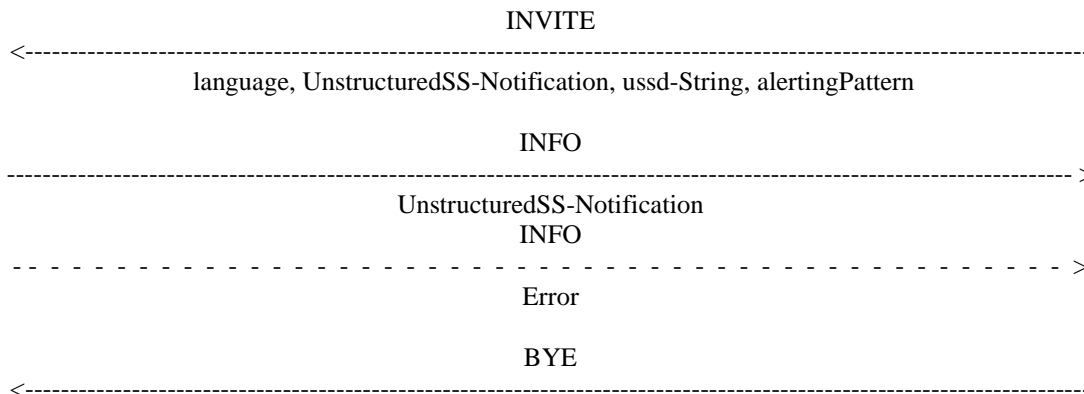 INVITE
language, UnstructuredSS-Notification, ussd-String, alertingPattern
INFO
UnstructuredSS-Notification
INFO
Error
BYE